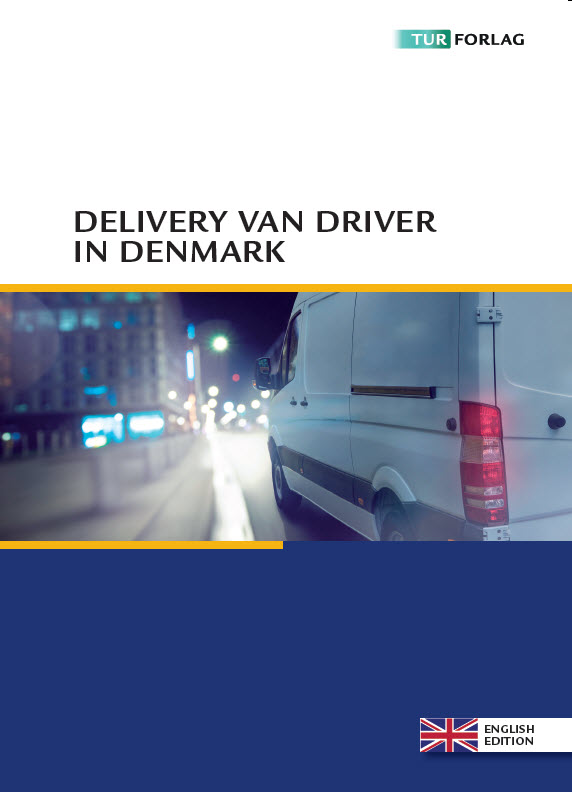 TUR FORLAG
DELIVERY VAN DRIVER
IN DENMARK
ENGLISH
EDITION